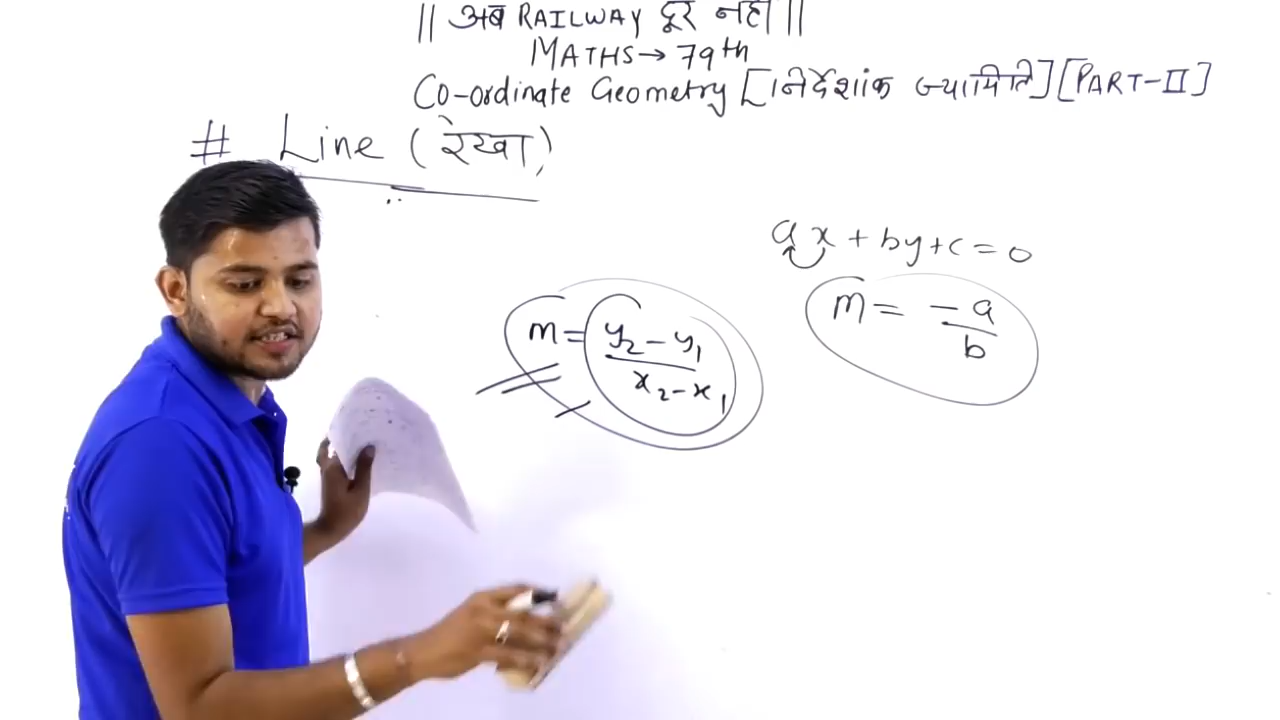 || अब RAILWAY दूर नहीं ||
MATHS→ 79th
Co-ordinate Geometry [निर्देशांक ज्यामिति] [PART-II]
# Line (रेखा)
ax + by + c = 0
m = -a/b
m = y₂ - y₁ / x₂ - x₁